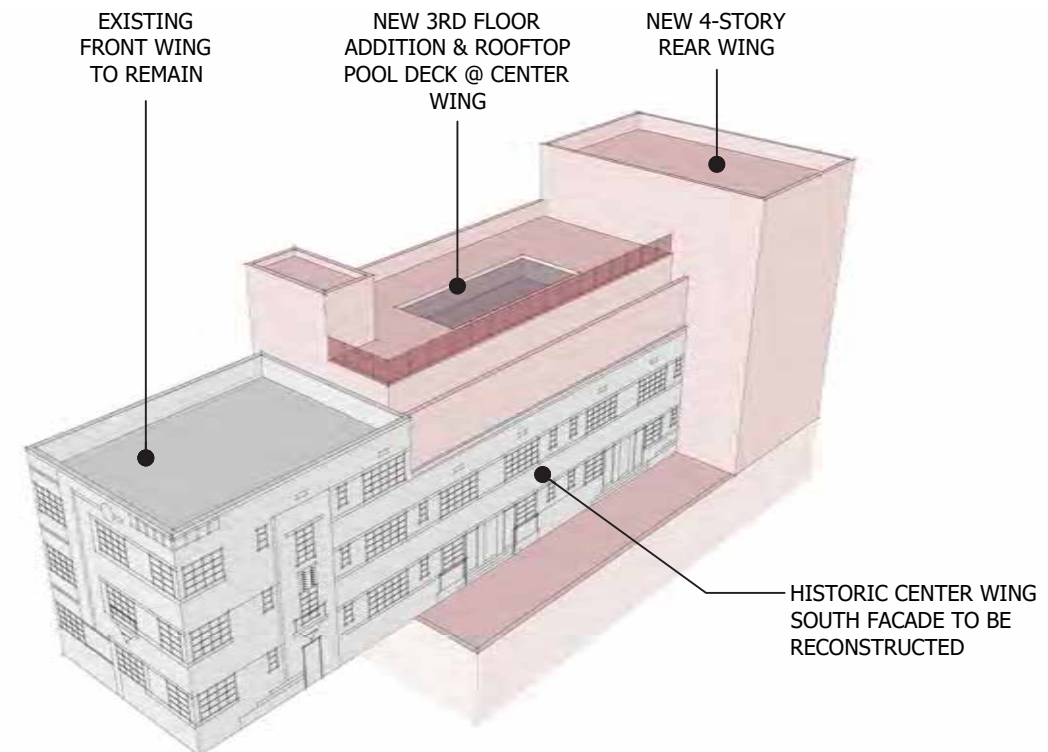 EXISTING
FRONT WING
TO REMAIN
NEW 3RD FLOOR
ADDITION & ROOFTOP
POOL DECK @ CENTER
WING
NEW 4-STORY
REAR WING
HISTORIC CENTER WING
SOUTH FACADE TO BE
RECONSTRUCTED